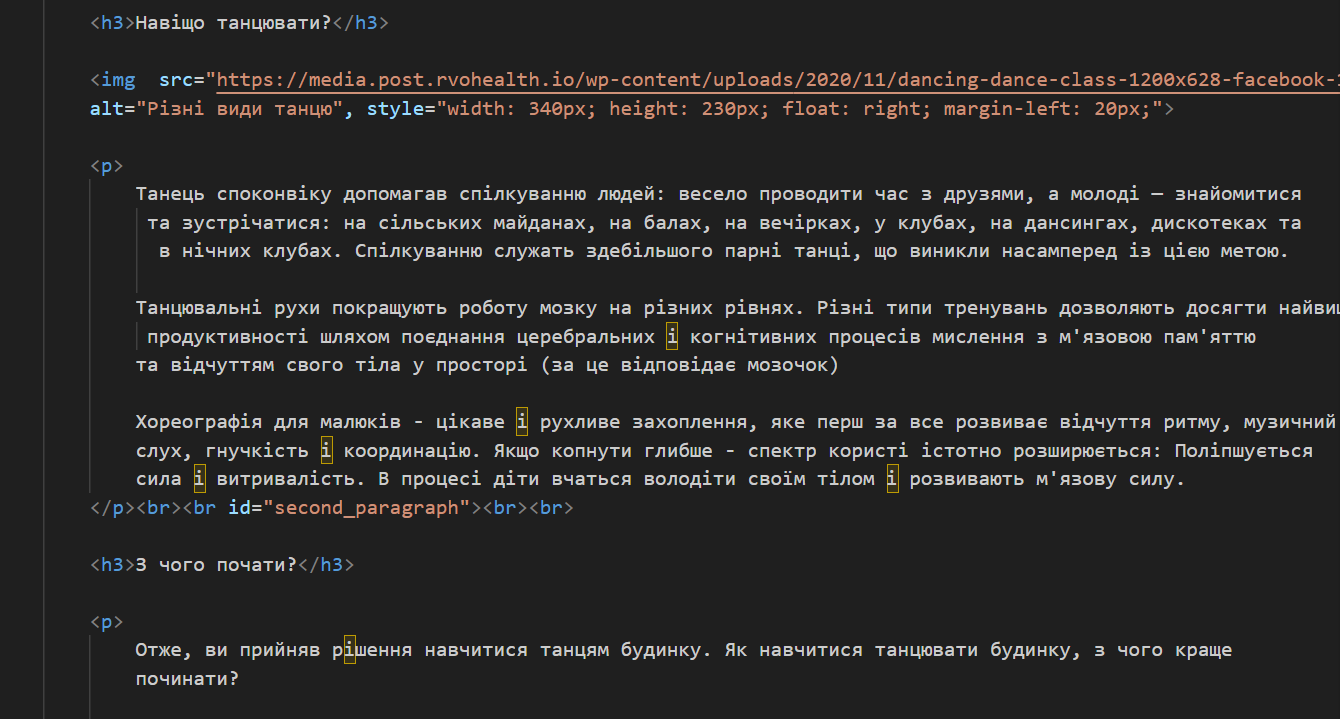 <h3>Навіщо танцювати?</h3>
<img  src="https://media.post.rvohealth.io/wp-content/uploads/2020/11/dancing-dance-class-1200x628-facebook-
alt="Різні види танцю", style="width: 340px; height: 230px; float: right; margin-left: 20px;">
<p>
Танець споконвіку допомагав спілкуванню людей: весело проводити час з друзями, а молоді — знайомитися
та зустрічатися: на сільських майданах, на балах, на вечірках, у клубах, на дансингах, дискотеках та
в нічних клубах. Спілкуванню служать здебільшого парні танці, що виникли насамперед із цією метою.
Танцювальні рухи покращують роботу мозку на різних рівнях. Різні типи тренувань дозволяють досягти найви
продуктивності шляхом поєднання церебральних і когнітивних процесів мислення з м'язовою пам'яттю
та відчуттям свого тіла у просторі (за це відповідає мозочок)
Хореографія для малюків - цікаве і рухливе захоплення, яке перш за все розвиває відчуття ритму, музичний
слух, гнучкість і координацію. Якщо копнути глибше - спектр користі істотно розширюється: Поліпшується
сила і витривалість. В процесі діти вчаться володіти своїм тілом і розвивають м'язову силу.
</p><br><br id="second_paragraph"><br><br>
<h3>З чого почати?</h3>
<p>
Отже, ви прийняв рішення навчитися танцям будинку. Як навчитися танцювати будинку, з чого краще
починати?